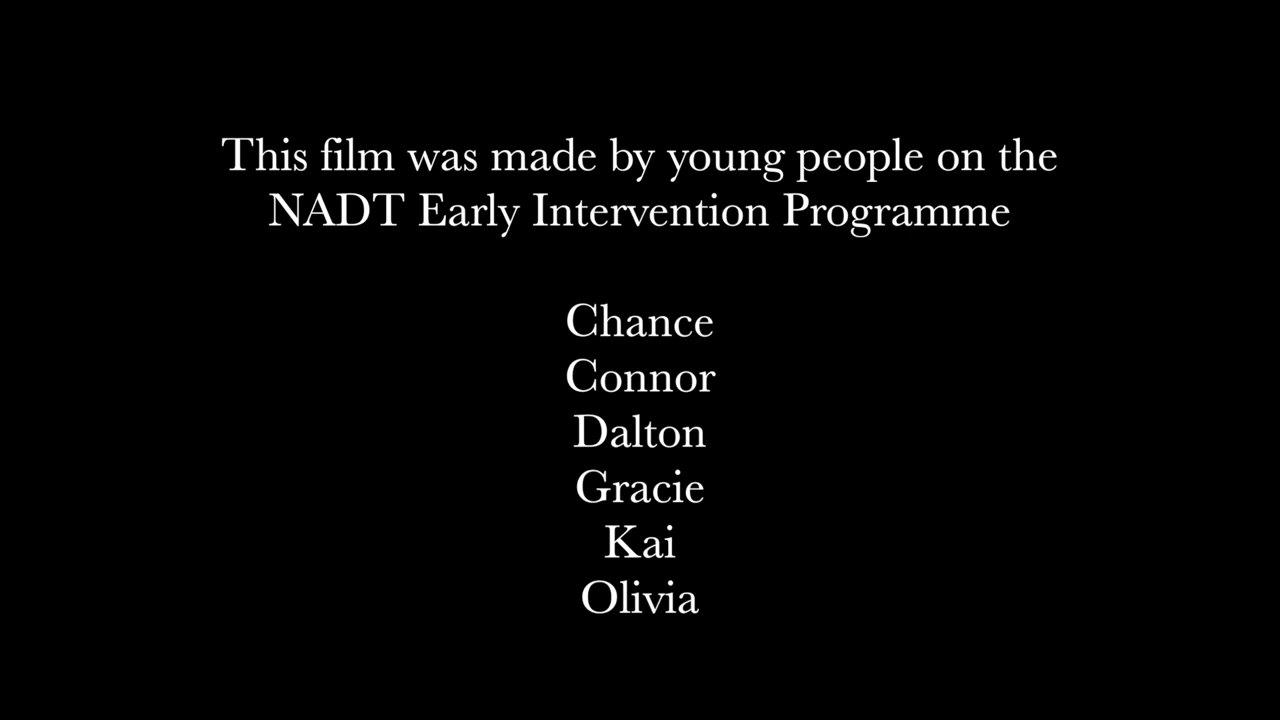 This film was made by young people on the
NADT Early Intervention Programme
Chance
Connor
Dalton
Gracie
Kai
Olivia